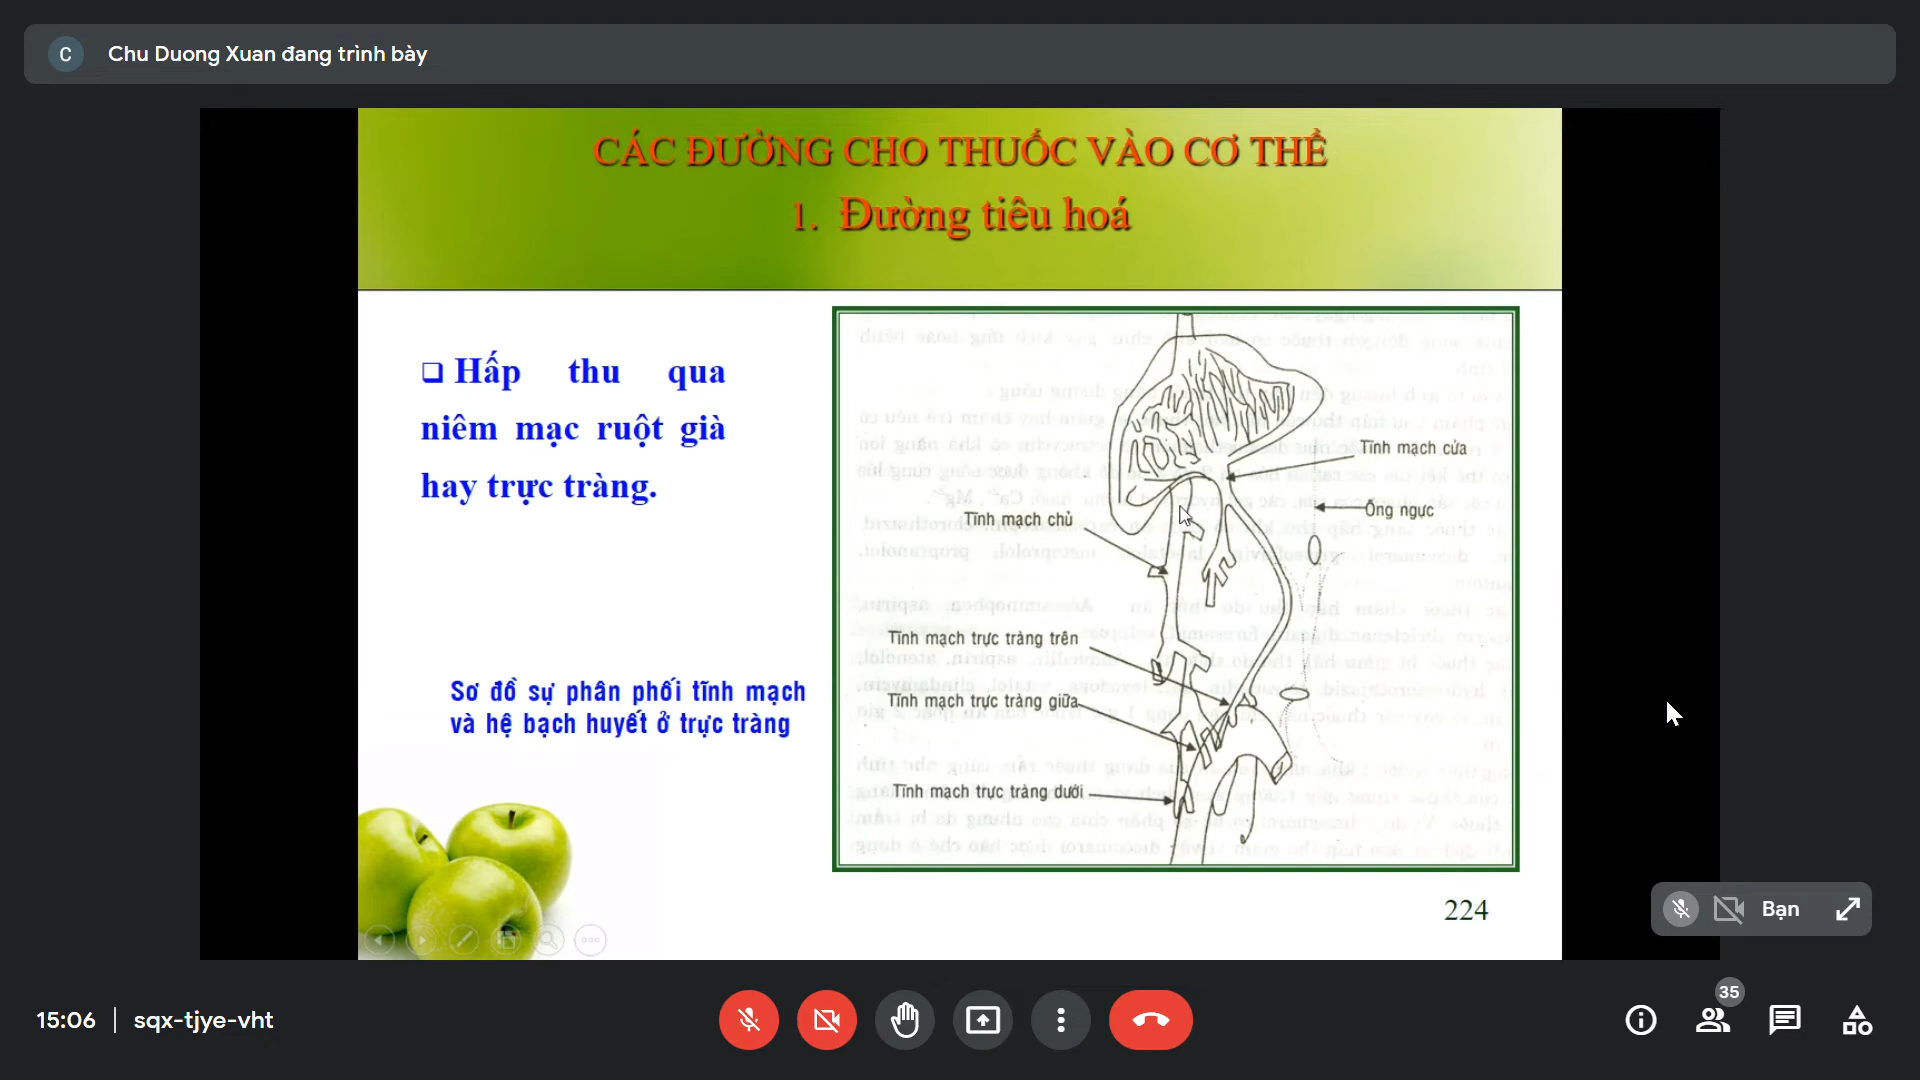 C
Chu Duong Xuan đang trình bày
CÁC ĐƯỜNG CHO THUỐC VÀO CƠ THỂ
1. Đường tiêu hoá
❑ Hấp thu qua
niêm mạc ruột già
hay trực tràng.
Sơ đồ sự phân phối tĩnh mạch
và hệ bạch huyết ở trực tràng
Tĩnh mạch cửa
Ống ngực
Tĩnh mạch chủ
Tĩnh mạch trực tràng trên
Tĩnh mạch trực tràng giữa
Tĩnh mạch trực tràng dưới
224
Bạn
15:06
sqx-tjye-vht
35